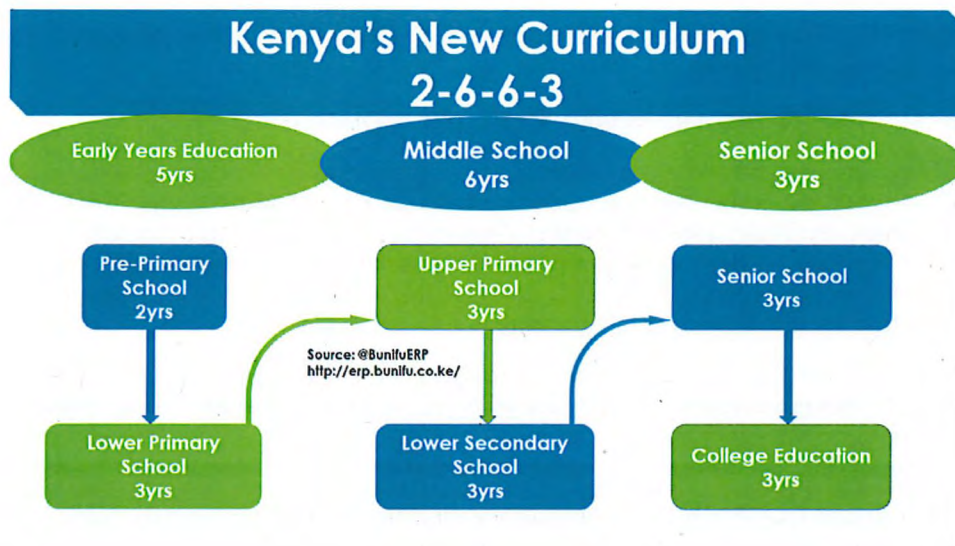 Kenya's New Curriculum
2-6-6-3
Early Years Education
5yrs
Middle School
6yrs
Senior School
3yrs
Pre-Primary
School
2yrs
Upper Primary
School
3yrs
Senior School
3yrs
Source: @BunifuERP
http://erp.bunifu.co.ke/
Lower Primary
School
3yrs
Lower Secondary
School
3yrs
College Education
3yrs